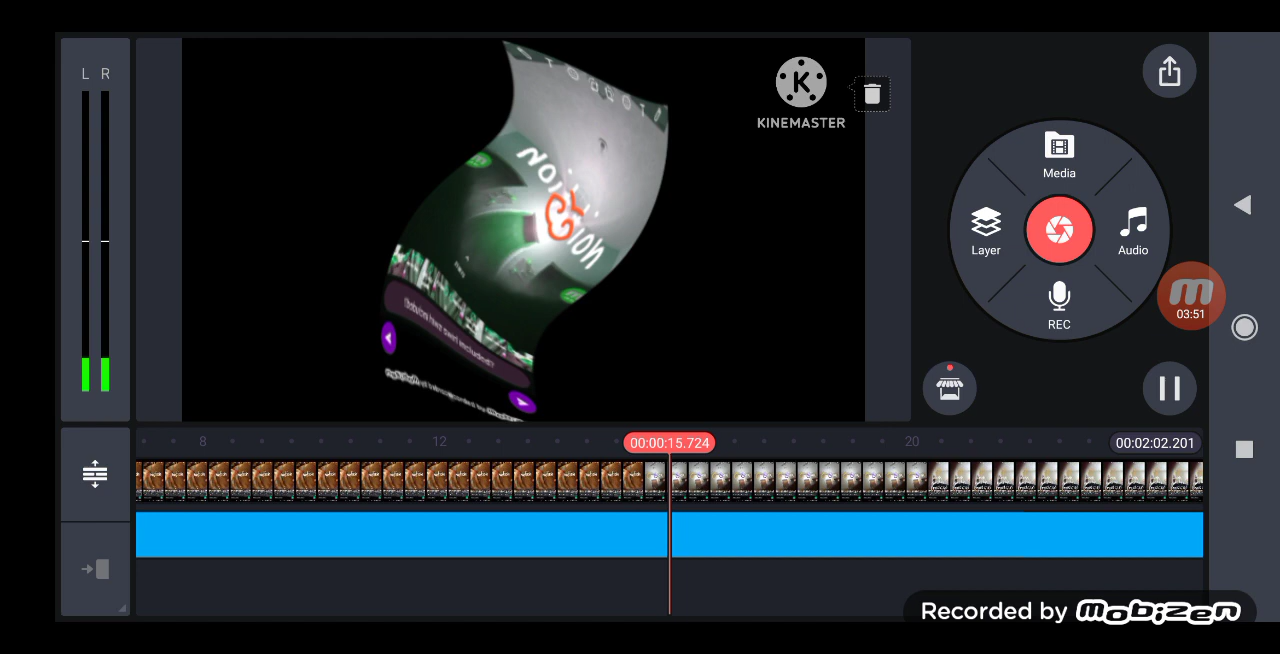 L R
KINEMASTER
Media
Layer
Audio
REC
03:51
8
12
00:00:15.724
20
00:02:02.201
Recorded by mobizen